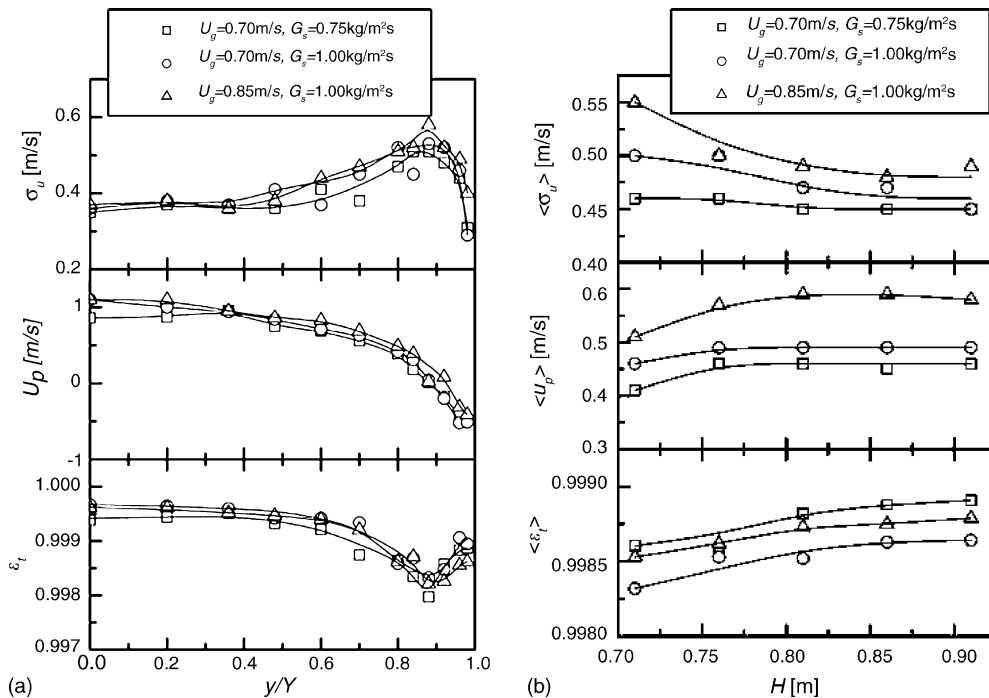 U_g=0.70m/s, G_s=0.75kg/m²s
U_g=0.70m/s, G_s=1.00kg/m²s
U_g=0.85m/s, G_s=1.00kg/m²s
σ_u [m/s]
0.6
0.4
0.2
U_p [m/s]
1
0
-1
ε_t
1.000
0.999
0.998
0.997
0.0 0.2 0.4 0.6 0.8 1.0
(a) y/Y
U_g=0.70m/s, G_s=0.75kg/m²s
U_g=0.70m/s, G_s=1.00kg/m²s
U_g=0.85m/s, G_s=1.00kg/m²s
<σ_u> [m/s]
0.55
0.50
0.45
0.40
<u_p> [m/s]
0.6
0.5
0.4
0.3
<ε_t>
0.9990
0.9985
0.9980
0.70 0.75 0.80 0.85 0.90
(b) H [m]